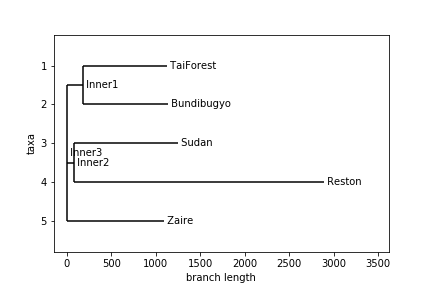 1
TaiForest
Inner1
2
Bundibugyo
3
Sudan
Inner3
Inner2
taxa
4
Reston
5
Zaire
0
500
1000
1500
2000
2500
3000
3500
branch length